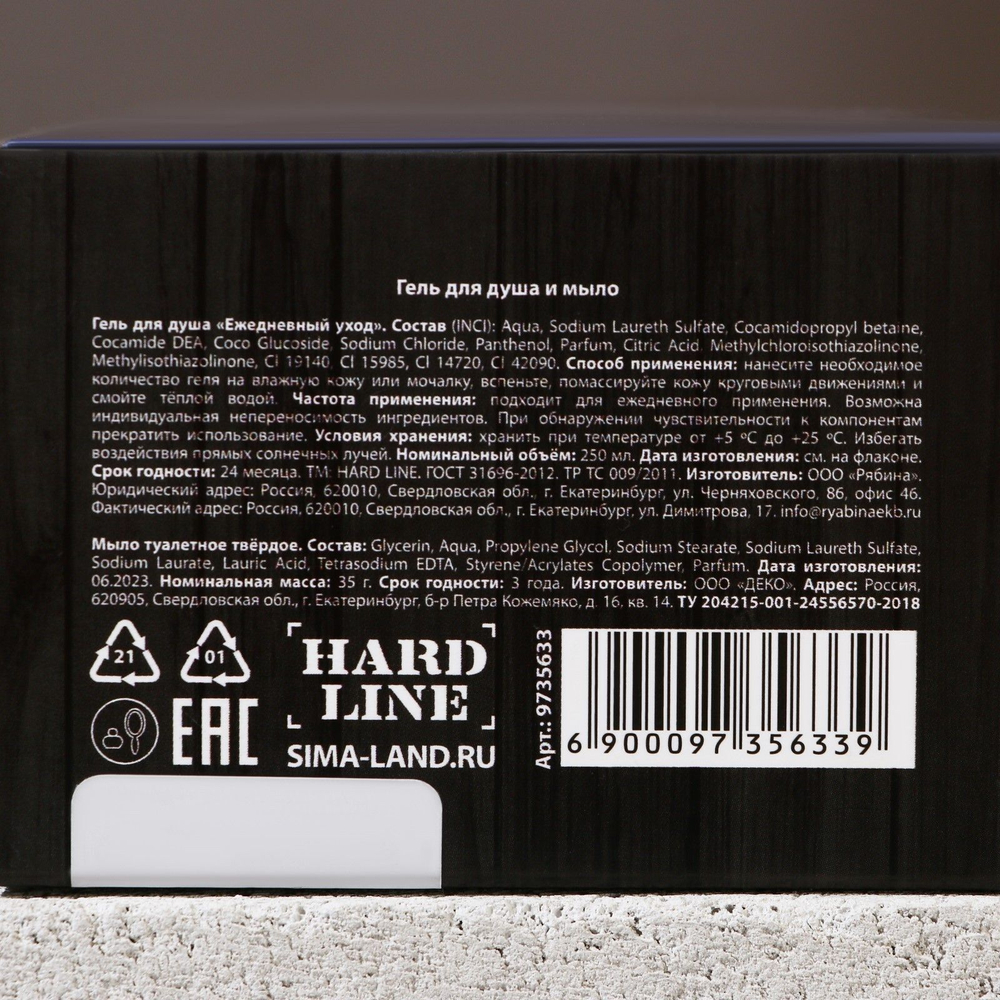 Гель для душа и мыло
Гель для душа «Ежедневный уход». Состав (INCI): Aqua, Sodium Laureth Sulfate, Cocamidopropyl betaine,
Cocamide DEA, Coco Glucoside, Sodium Chloride, Panthenol, Parfum, Citric Acid, Methylchloroisothiazolinone,
Methylisothiazolinone, CI 19140, CI 15985, CI 14720, CI 42090. Способ применения: нанесите необходимое
количество геля на влажную кожу или мочалку, вспеньте, помассируйте кожу круговыми движениями и
смойте тёплой водой. Частота применения: подходит для ежедневного применения. Возможна
индивидуальная непереносимость ингредиентов. При обнаружении чувствительности к компонентам
прекратить использование. Условия хранения: хранить при температуре от +5 °C до +25 °C. Избегать
воздействия прямых солнечных лучей. Номинальный объём: 250 мл. Дата изготовления: см. на флаконе.
Срок годности: 24 месяца. ТМ: HARD LINE. ГОСТ 31696-2012. ТР ТС 009/2011. Изготовитель: ООО «Рябина».
Юридический адрес: Россия, 620010, Свердловская обл., г. Екатеринбург, ул. Черняховского, 86, офис 46.
Фактический адрес: Россия, 620010, Свердловская обл., г. Екатеринбург, ул. Димитрова, 17. info@ryabinaekb.ru
Мыло туалетное твёрдое. Состав: Glycerin, Aqua, Propylene Glycol, Sodium Stearate, Sodium Laureth Sulfate,
Sodium Laurate, Lauric Acid, Tetrasodium EDTA, Styrene/Acrylates Copolymer, Parfum. Дата изготовления:
06.2023. Номинальная масса: 35 г. Срок годности: 3 года. Изготовитель: ООО «ДЕКО». Адрес: Россия,
620905, Свердловская обл., г. Екатеринбург, б-р Петра Кожемяко, д. 16, кв. 14. ТУ 204215-001-24556570-2018
21
01
EAC
HARD
LINE
SIMA-LAND.RU
Арт.: 9735633
6 900097 356339